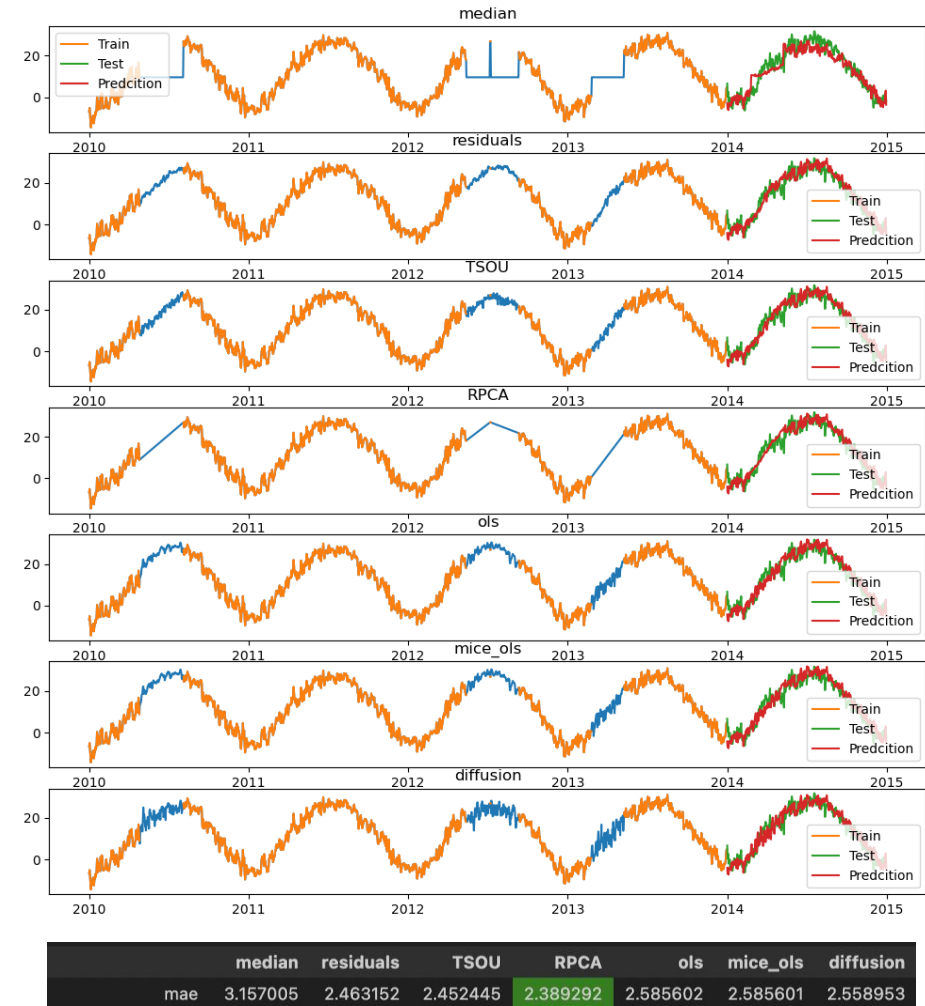 median
20
0
Train
Test
Predcition
2010 2011 2012 2013 2014 2015
residuals
20
0
Train
Test
Predcition
2010 2011 2012 2013 2014 2015
TSOU
20
0
Train
Test
Predcition
2010 2011 2012 2013 2014 2015
RPCA
20
0
Train
Test
Predcition
2010 2011 2012 2013 2014 2015
ols
20
0
Train
Test
Predcition
2010 2011 2012 2013 2014 2015
mice_ols
20
0
Train
Test
Predcition
2010 2011 2012 2013 2014 2015
diffusion
20
0
Train
Test
Predcition
2010 2011 2012 2013 2014 2015
median residuals TSOU RPCA ols mice_ols diffusion
mae 3.157005 2.463152 2.452445 2.389292 2.585602 2.585601 2.558953